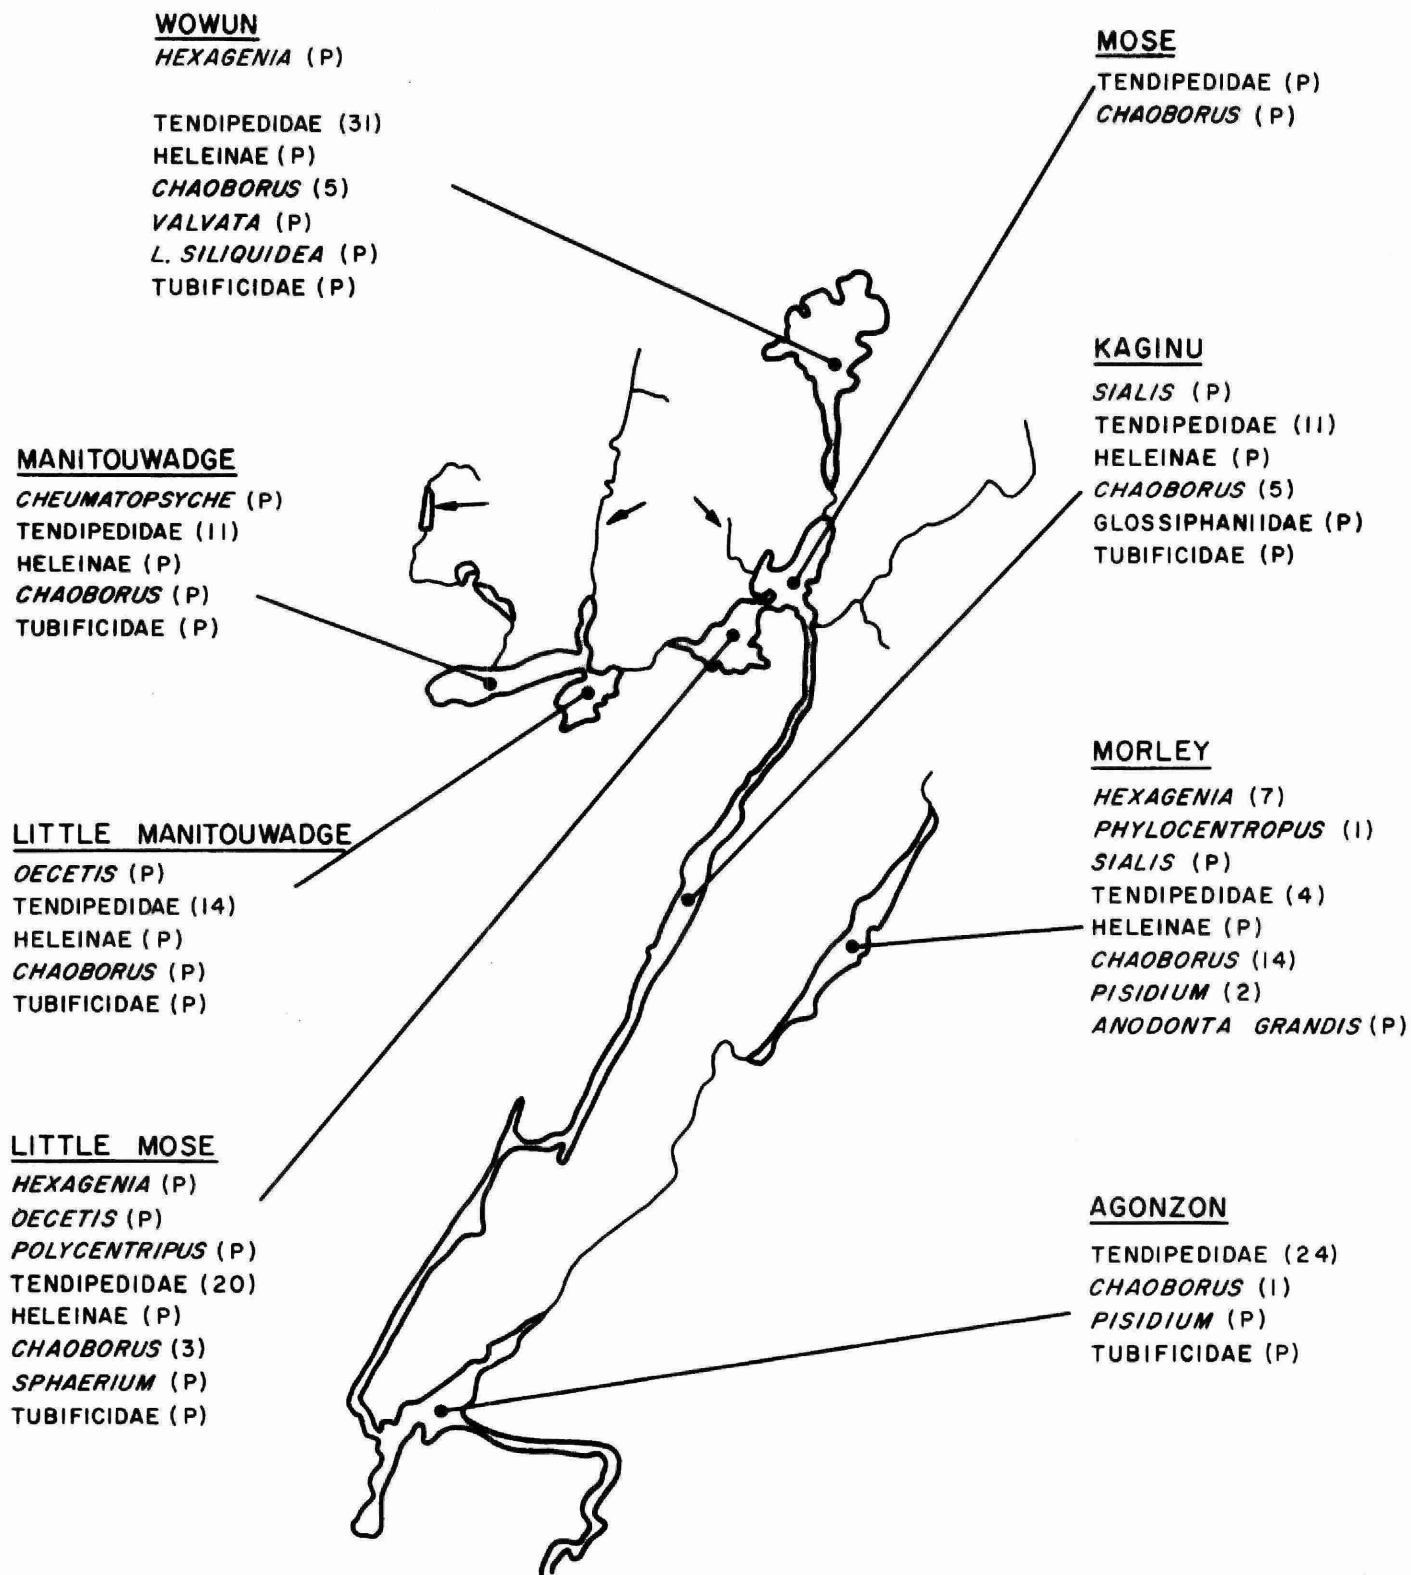 WOWUN
HEXAGENIA (P)
TENDIPEDIDAE (31)
HELEINAE (P)
CHAOBORUS (5)
VALVATA (P)
L. SILIQUIDEA (P)
TUBIFICIDAE (P)
MOSE
TENDIPEDIDAE (P)
CHAOBORUS (P)
KAGINU
SIALIS (P)
TENDIPEDIDAE (11)
HELEINAE (P)
CHAOBORUS (5)
GLOSSIPHANIIDAE (P)
TUBIFICIDAE (P)
MANITOUWADGE
CHEUMATOPSYCHE (P)
TENDIPEDIDAE (11)
HELEINAE (P)
CHAOBORUS (P)
TUBIFICIDAE (P)
MORLEY
HEXAGENIA (7)
PHYLOCENTROPUS (1)
SIALIS (P)
TENDIPEDIDAE (4)
HELEINAE (P)
CHAOBORUS (14)
PISIDIUM (2)
ANODONTA GRANDIS (P)
LITTLE MANITOUWADGE
OECETIS (P)
TENDIPEDIDAE (14)
HELEINAE (P)
CHAOBORUS (P)
TUBIFICIDAE (P)
LITTLE MOSE
HEXAGENIA (P)
OECETIS (P)
POLYCENTRIPUS (P)
TENDIPEDIDAE (20)
HELEINAE (P)
CHAOBORUS (3)
SPHAERIUM (P)
TUBIFICIDAE (P)
AGONZON
TENDIPEDIDAE (24)
CHAOBORUS (1)
PISIDIUM (P)
TUBIFICIDAE (P)